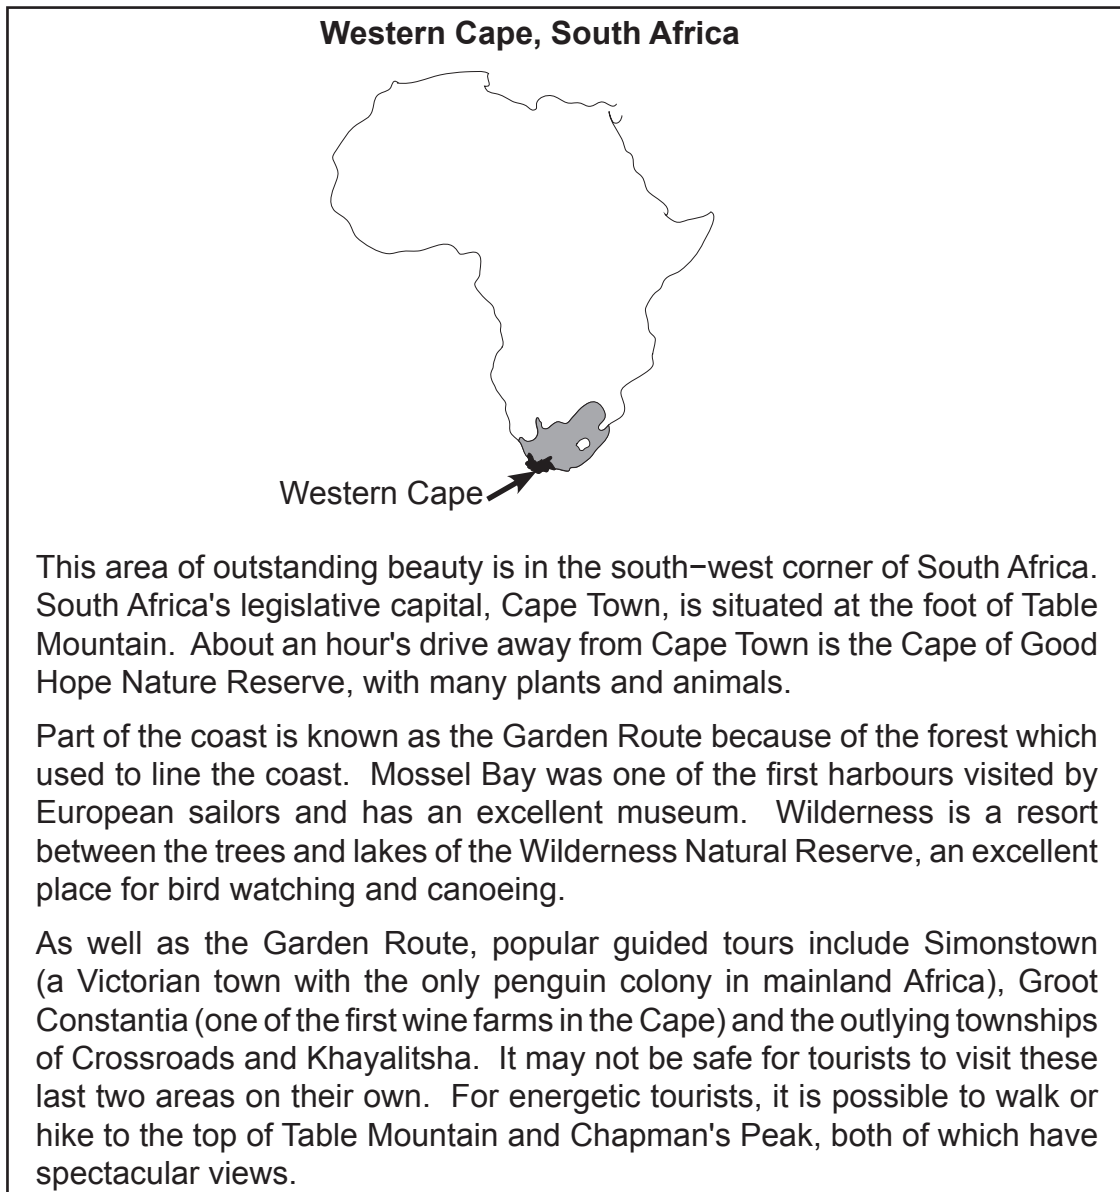 Western Cape, South Africa
Western Cape
This area of outstanding beauty is in the south−west corner of South Africa.
South Africa's legislative capital, Cape Town, is situated at the foot of Table
Mountain.  About an hour's drive away from Cape Town is the Cape of Good
Hope Nature Reserve, with many plants and animals.
Part of the coast is known as the Garden Route because of the forest which
used to line the coast.  Mossel Bay was one of the first harbours visited by
European sailors and has an excellent museum.  Wilderness is a resort
between the trees and lakes of the Wilderness Natural Reserve, an excellent
place for bird watching and canoeing.
As well as the Garden Route, popular guided tours include Simonstown
(a Victorian town with the only penguin colony in mainland Africa), Groot
Constantia (one of the first wine farms in the Cape) and the outlying townships
of Crossroads and Khayalitsha.  It may not be safe for tourists to visit these
last two areas on their own.  For energetic tourists, it is possible to walk or
hike to the top of Table Mountain and Chapman's Peak, both of which have
spectacular views.